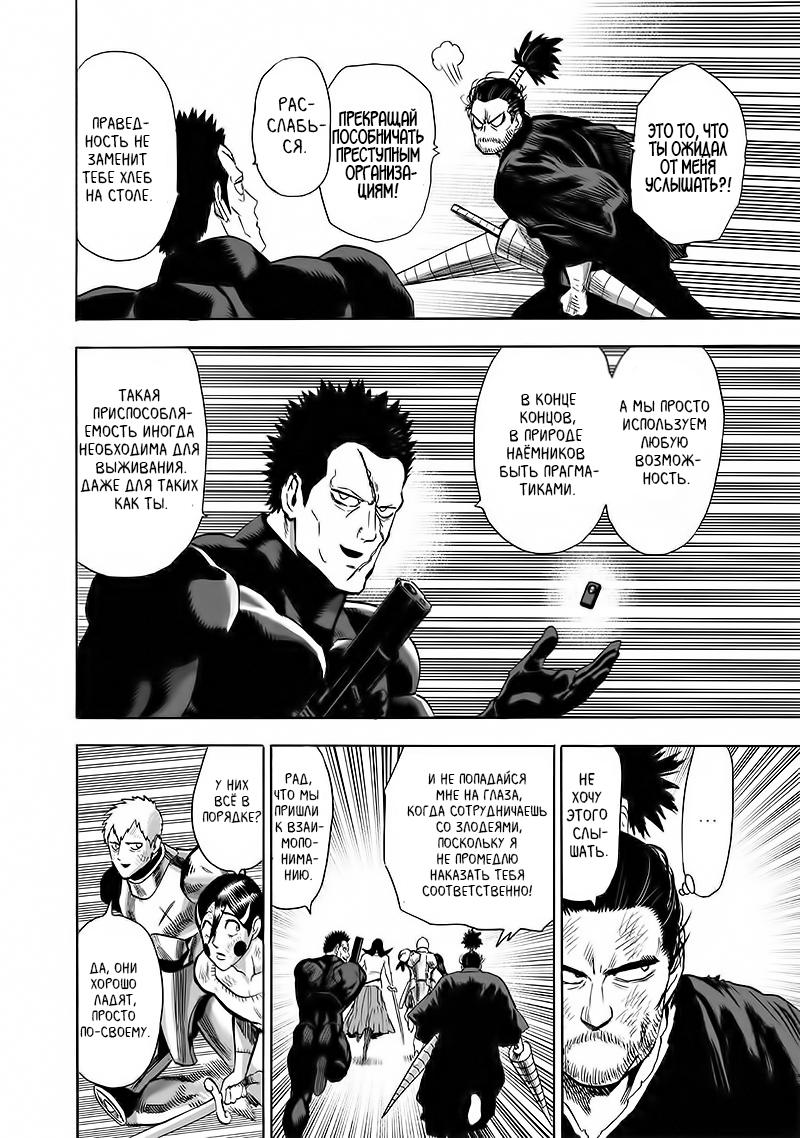 ЭТО ТО, ЧТО
ТЫ ОЖИДАЛ
ОТ МЕНЯ
УСЛЫШАТЬ?!
ПРЕКРАЩАЙ
ПОСОБНИЧАТЬ
ПРЕСТУПНЫМ
ОРГАНИЗА-
ЦИЯМ!
РАС-
СЛАБЬ-
СЯ.
ПРАВЕД-
НОСТЬ НЕ
ЗАМЕНИТ
ТЕБЕ ХЛЕБ
НА СТОЛЕ.
А МЫ ПРОСТО
ИСПОЛЬЗУЕМ
ЛЮБУЮ
ВОЗМОЖ-
НОСТЬ.
В КОНЦЕ
КОНЦОВ,
В ПРИРОДЕ
НАЁМНИКОВ
БЫТЬ ПРАГМА-
ТИКАМИ.
ТАКАЯ
ПРИСПОСОБЛЯ-
ЕМОСТЬ ИНОГДА
НЕОБХОДИМА ДЛЯ
ВЫЖИВАНИЯ.
ДАЖЕ ДЛЯ ТАКИХ
КАК ТЫ.
...
НЕ
ХОЧУ
ЭТОГО
СЛЫ-
ШАТЬ.
И НЕ ПОПАДАЙСЯ
МНЕ НА ГЛАЗА,
КОГДА СОТРУДНИЧАЕШЬ
СО ЗЛОДЕЯМИ,
ПОСКОЛЬКУ Я
НЕ ПРОМЕДЛЮ
НАКАЗАТЬ ТЕБЯ
СООТВЕТСТВЕННО!
РАД,
ЧТО МЫ
ПРИШЛИ
К ВЗАИ-
МОПО-
НИМА-
НИЮ.
У НИХ
ВСЁ В
ПОРЯДКЕ?
ДА, ОНИ
ХОРОШО
ЛАДЯТ,
ПРОСТО
ПО-СВОЕМУ.